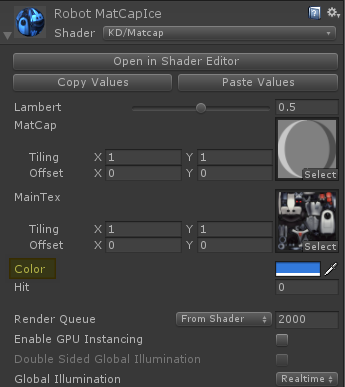 Robot MatCapIce
Shader KD/Matcap
Open in Shader Editor
Copy Values Paste Values
Lambert 0.5
MatCap
Tiling X 1 Y 1
Offset X 0 Y 0
Select
MainTex
Tiling X 1 Y 1
Offset X 0 Y 0
Select
Color
Hit 0
Render Queue From Shader 2000
Enable GPU Instancing
Double Sided Global Illumination
Global Illumination Realtime